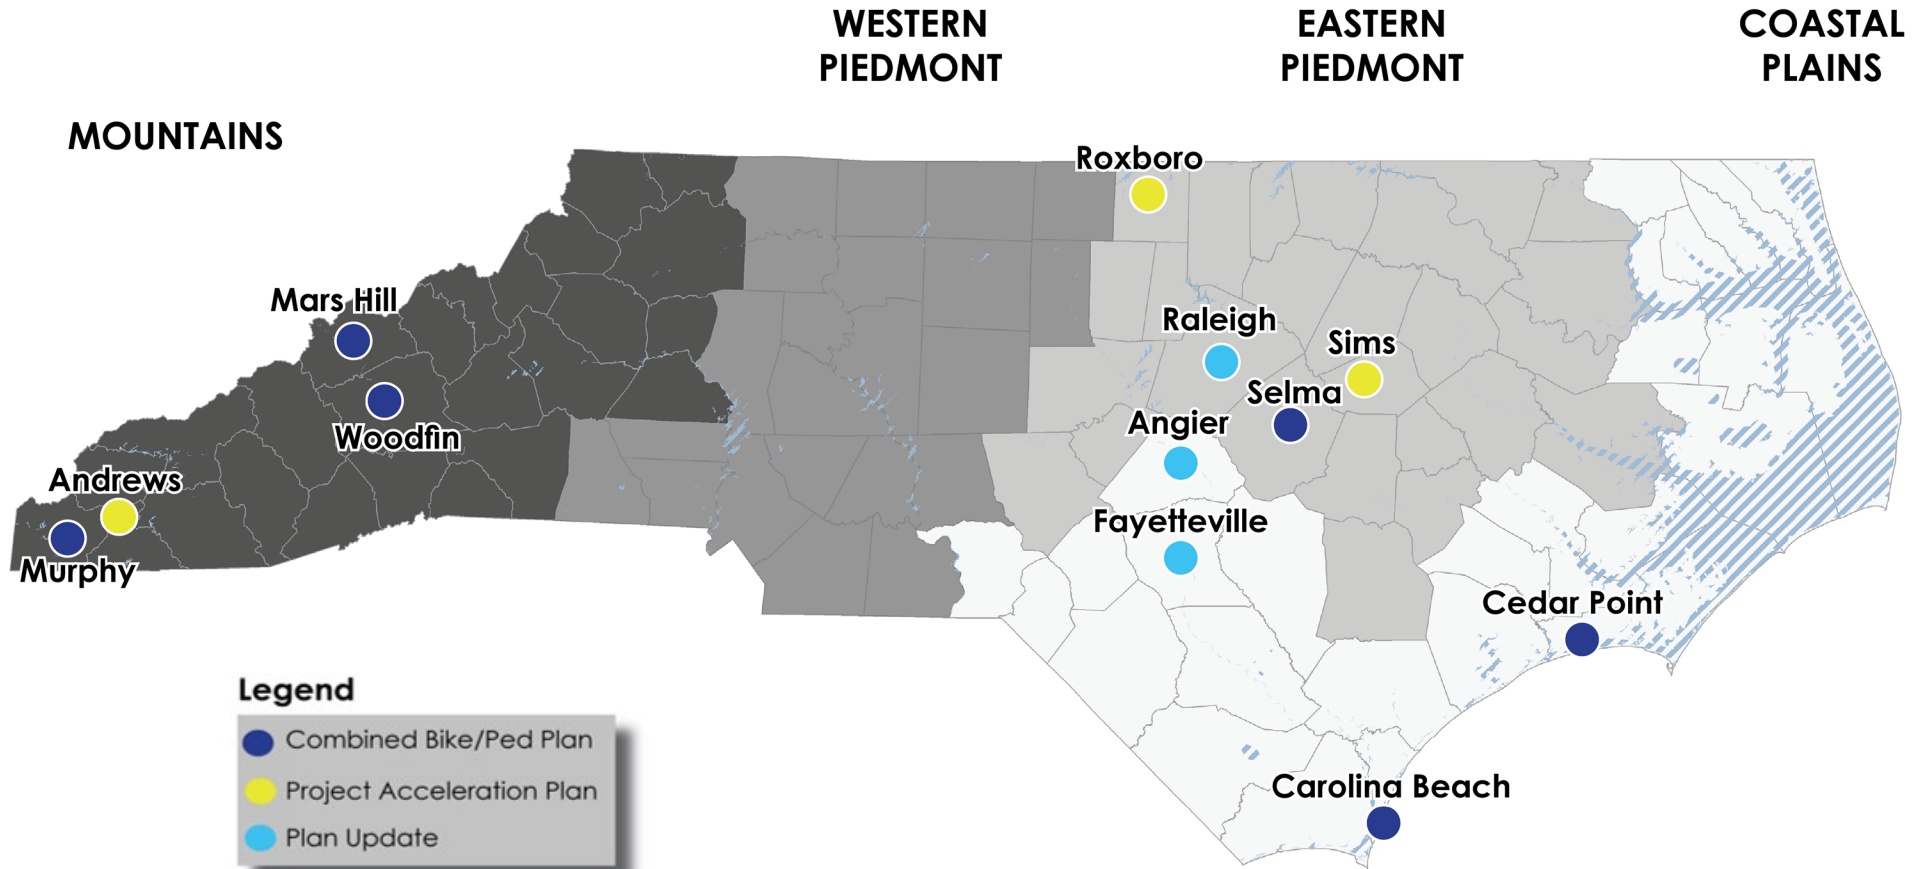 WESTERN
PIEDMONT
EASTERN
PIEDMONT
COASTAL
PLAINS
MOUNTAINS
Roxboro
Mars Hill
Raleigh
Sims
Selma
Angier
Woodfin
Andrews
Fayetteville
Murphy
Cedar Point
Carolina Beach
Legend
Combined Bike/Ped Plan
Project Acceleration Plan
Plan Update